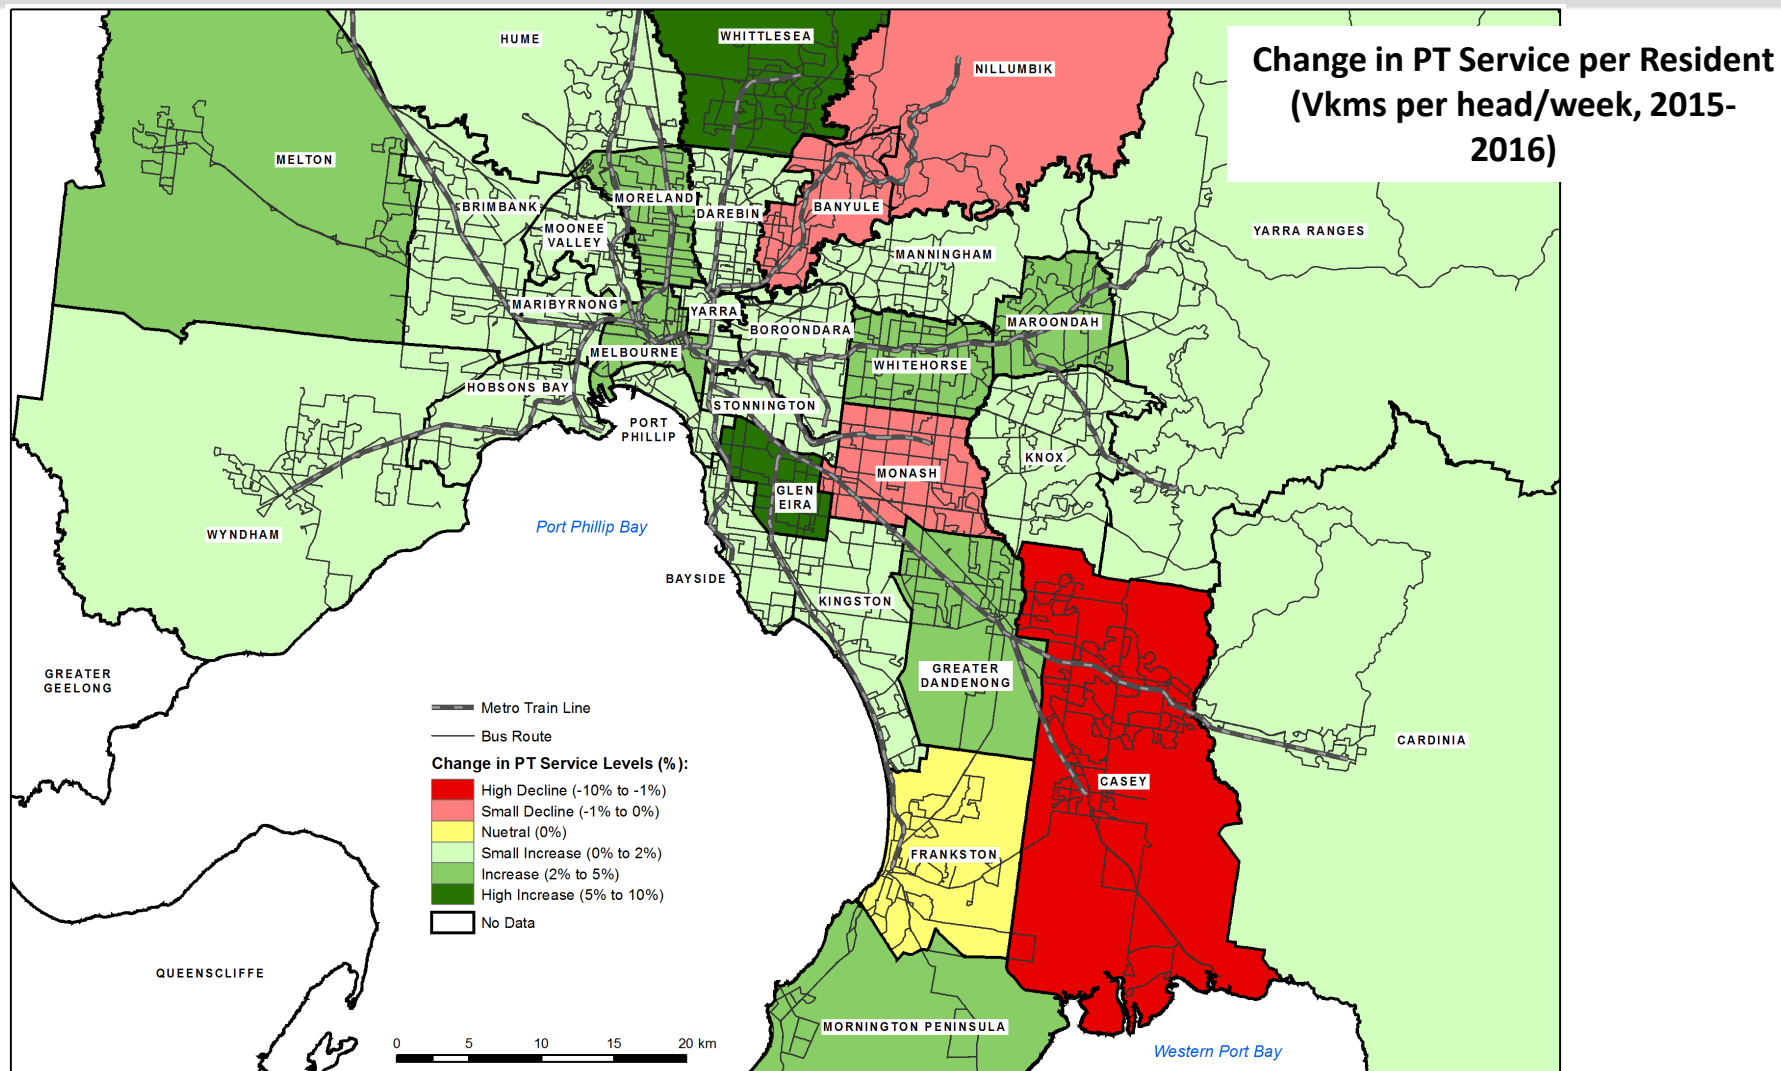 Change in PT Service per Resident
(Vkms per head/week, 2015-
2016)
HUME
WHITTLESEA
NILLUMBIK
MELTON
BRIMBANK
MOONEE
VALLEY
MORELAND
DAREBIN
BANYULE
MANNINGHAM
YARRA RANGES
MARIBYRNONG
YARRA
BOROONDARA
MAROONDAH
MELBOURNE
WHITEHORSE
HOBSONS BAY
STONNINGTON
PORT
PHILLIP
MONASH
KNOX
GLEN
EIRA
WYNDHAM
Port Phillip Bay
BAYSIDE
KINGSTON
GREATER
GEELONG
GREATER
DANDENONG
CARDINIA
CASEY
FRANKSTON
QUEENSCLIFFE
MORNINGTON PENINSULA
Western Port Bay
Metro Train Line
Bus Route
Change in PT Service Levels (%):
High Decline (-10% to -1%)
Small Decline (-1% to 0%)
Nuetral (0%)
Small Increase (0% to 2%)
Increase (2% to 5%)
High Increase (5% to 10%)
No Data
0 5 10 15 20 km